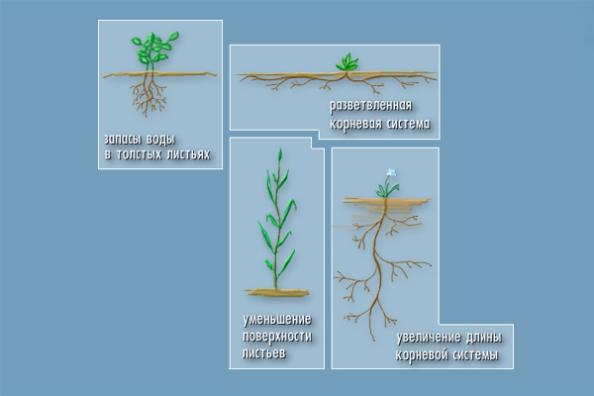 запасы воды
в толстых листьях
разветвленная
корневая система
уменьшение
поверхности
листьев
увеличение длины
корневой системы